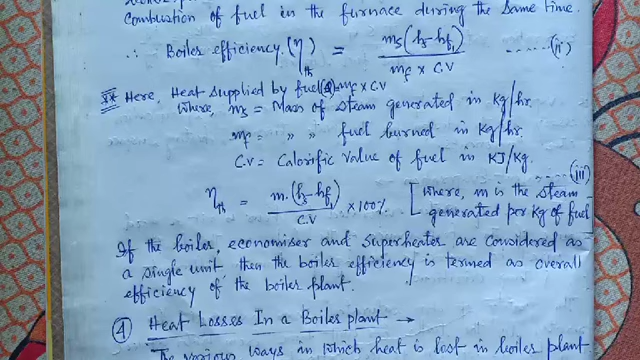 combustion of fuel in the furnace during the same time.
∴ Boiler efficiency (η)th = ms(hs-hf1) / mf × C.V ......(ii)
** Here, Heat supplied by fuel(Q) = mf × C.V
where, ms = Mass of steam generated in Kg/hr
mf = " " fuel burned in Kg/hr.
C.V = Calorific value of fuel in KJ/Kg.
......(iii)
ηth = m.(hs-hf1) / C.V × 100% [where, m is the steam
generated per Kg of fuel
If the boiler, economiser and superheater are considered as
a single unit, then the boiler efficiency is termed as overall
efficiency of the boiler plant.
④ Heat Losses In a Boiler plant →
The various ways in which heat is lost in boiler plant